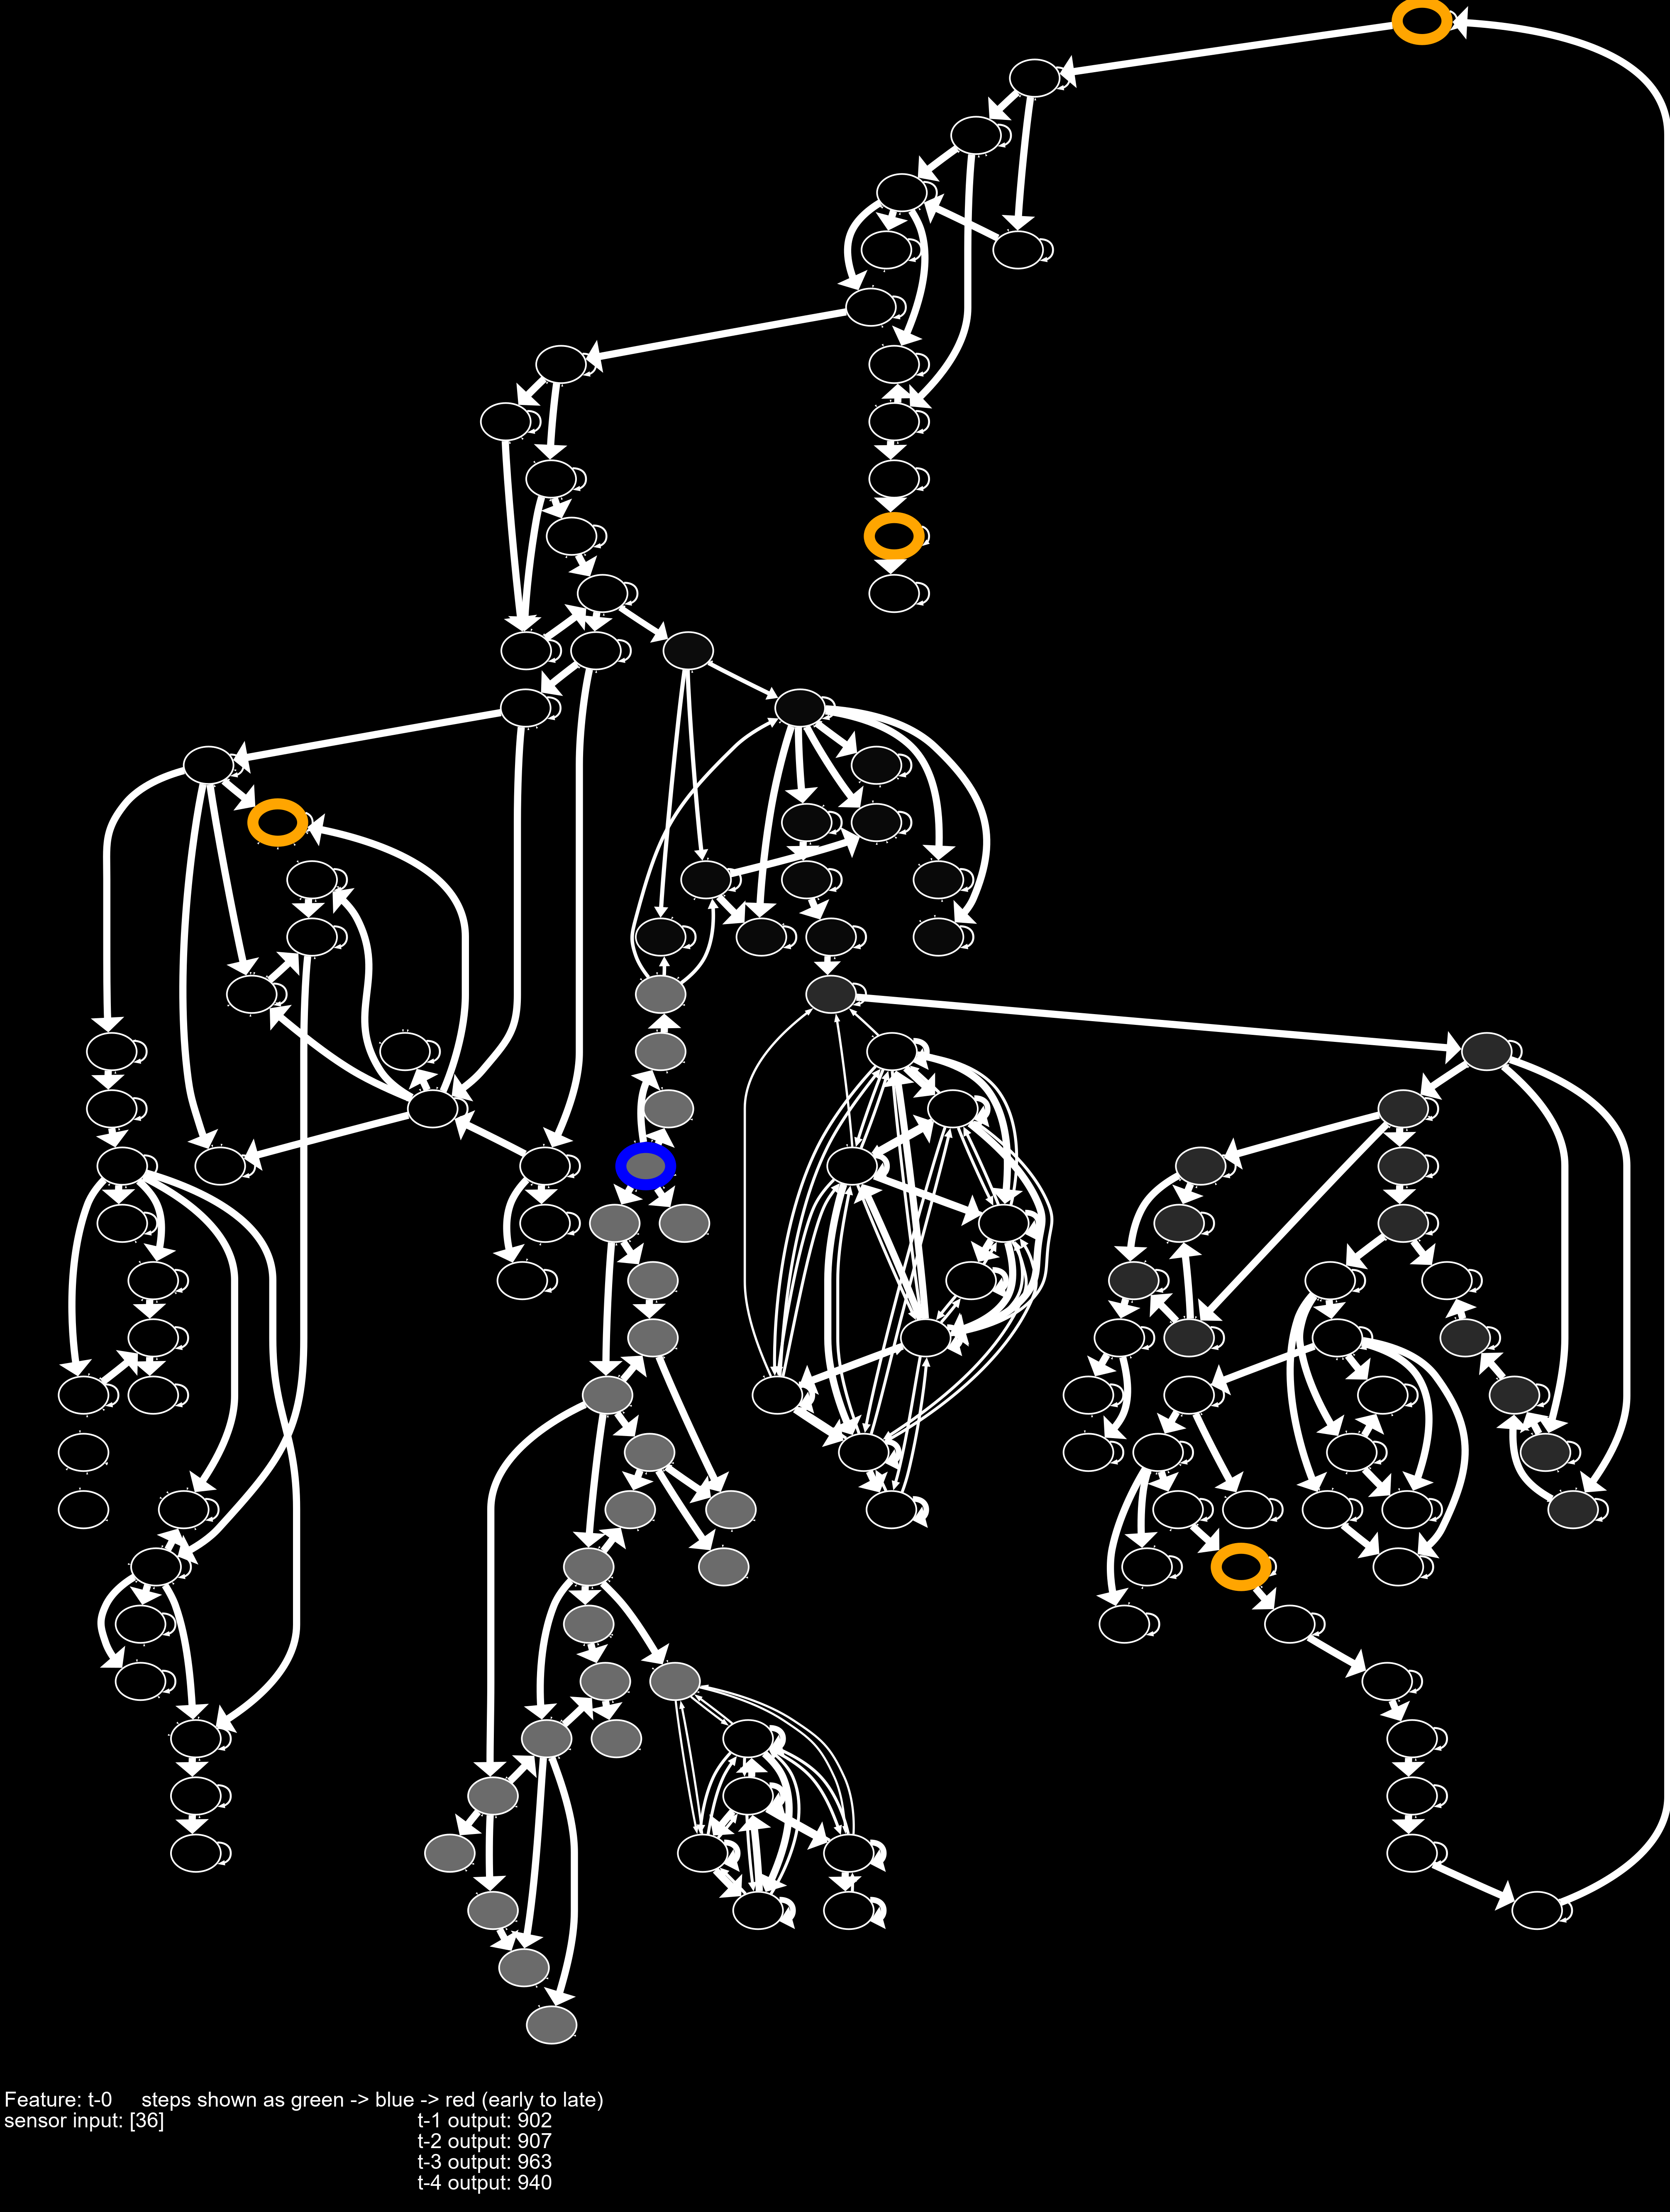 Feature: t-0     steps shown as green -> blue -> red (early to late)
sensor input: [36]
t-1 output: 902
t-2 output: 907
t-3 output: 963
t-4 output: 940